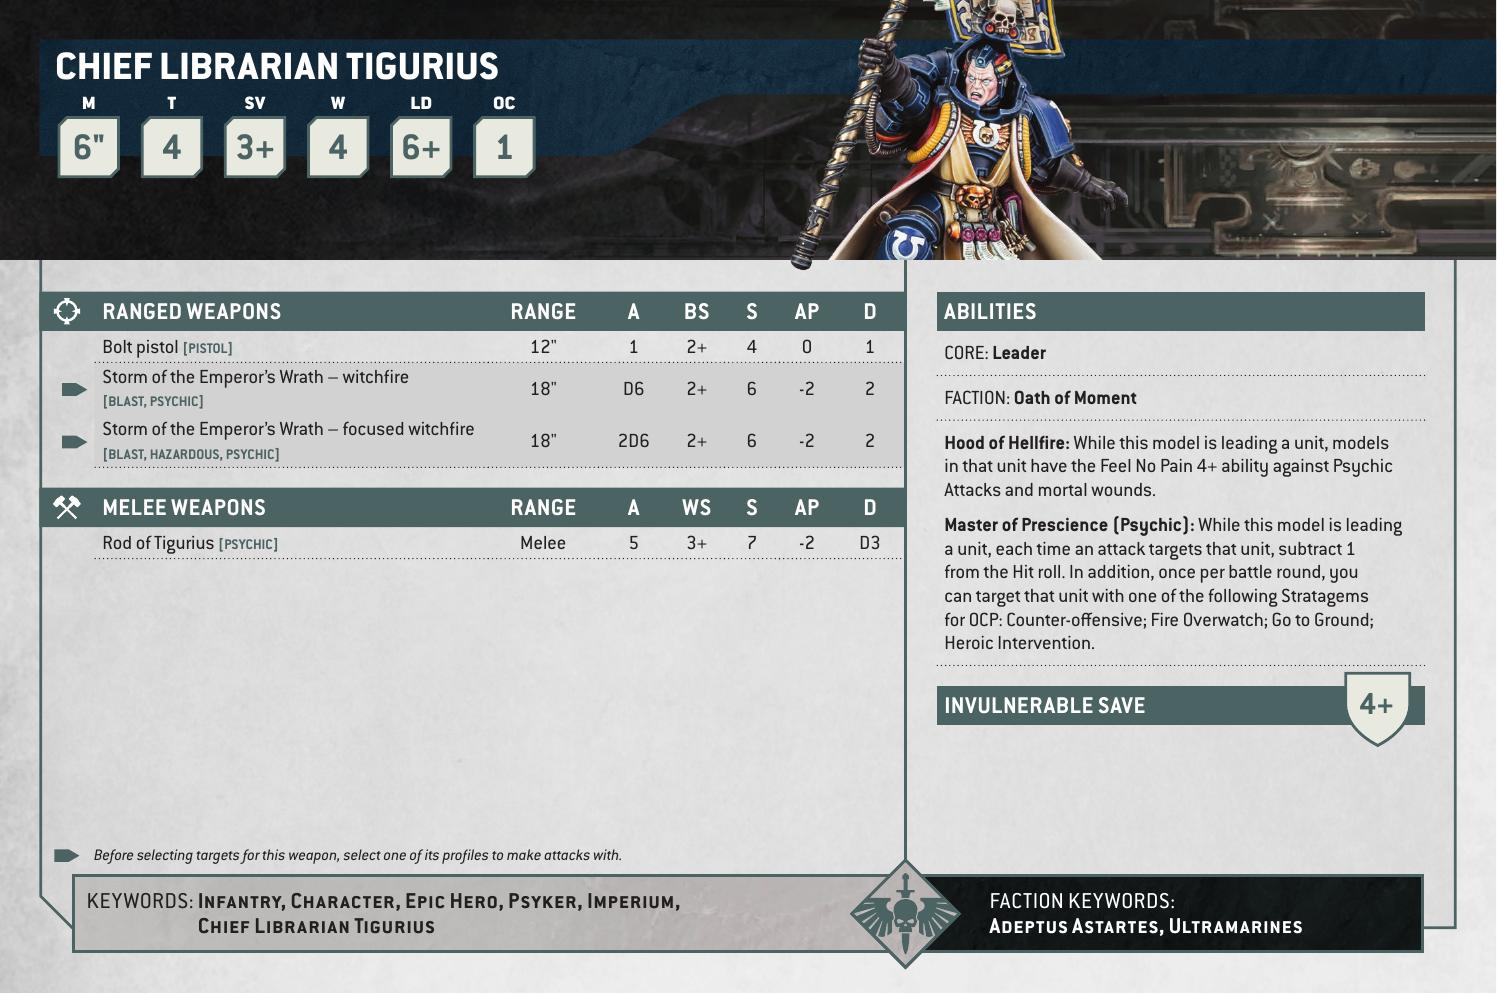 CHIEF LIBRARIAN TIGURIUS
M T SV W LD OC
6" 4 3+ 4 6+ 1
RANGED WEAPONS RANGE A BS S AP D
Bolt pistol [PISTOL] 12" 1 2+ 4 0 1
Storm of the Emperor’s Wrath – witchfire
[BLAST, PSYCHIC] 18" D6 2+ 6 -2 2
Storm of the Emperor’s Wrath – focused witchfire
[BLAST, HAZARDOUS, PSYCHIC] 18" 2D6 2+ 6 -2 2
MELEE WEAPONS RANGE A WS S AP D
Rod of Tigurius [PSYCHIC] Melee 5 3+ 7 -2 D3
Before selecting targets for this weapon, select one of its profiles to make attacks with.
ABILITIES
CORE: Leader
FACTION: Oath of Moment
Hood of Hellfire: While this model is leading a unit, models
in that unit have the Feel No Pain 4+ ability against Psychic
Attacks and mortal wounds.
Master of Prescience (Psychic): While this model is leading
a unit, each time an attack targets that unit, subtract 1
from the Hit roll. In addition, once per battle round, you
can target that unit with one of the following Stratagems
for 0CP: Counter-offensive; Fire Overwatch; Go to Ground;
Heroic Intervention.
INVULNERABLE SAVE 4+
KEYWORDS: INFANTRY, CHARACTER, EPIC HERO, PSYKER, IMPERIUM,
CHIEF LIBRARIAN TIGURIUS
FACTION KEYWORDS:
ADEPTUS ASTARTES, ULTRAMARINES